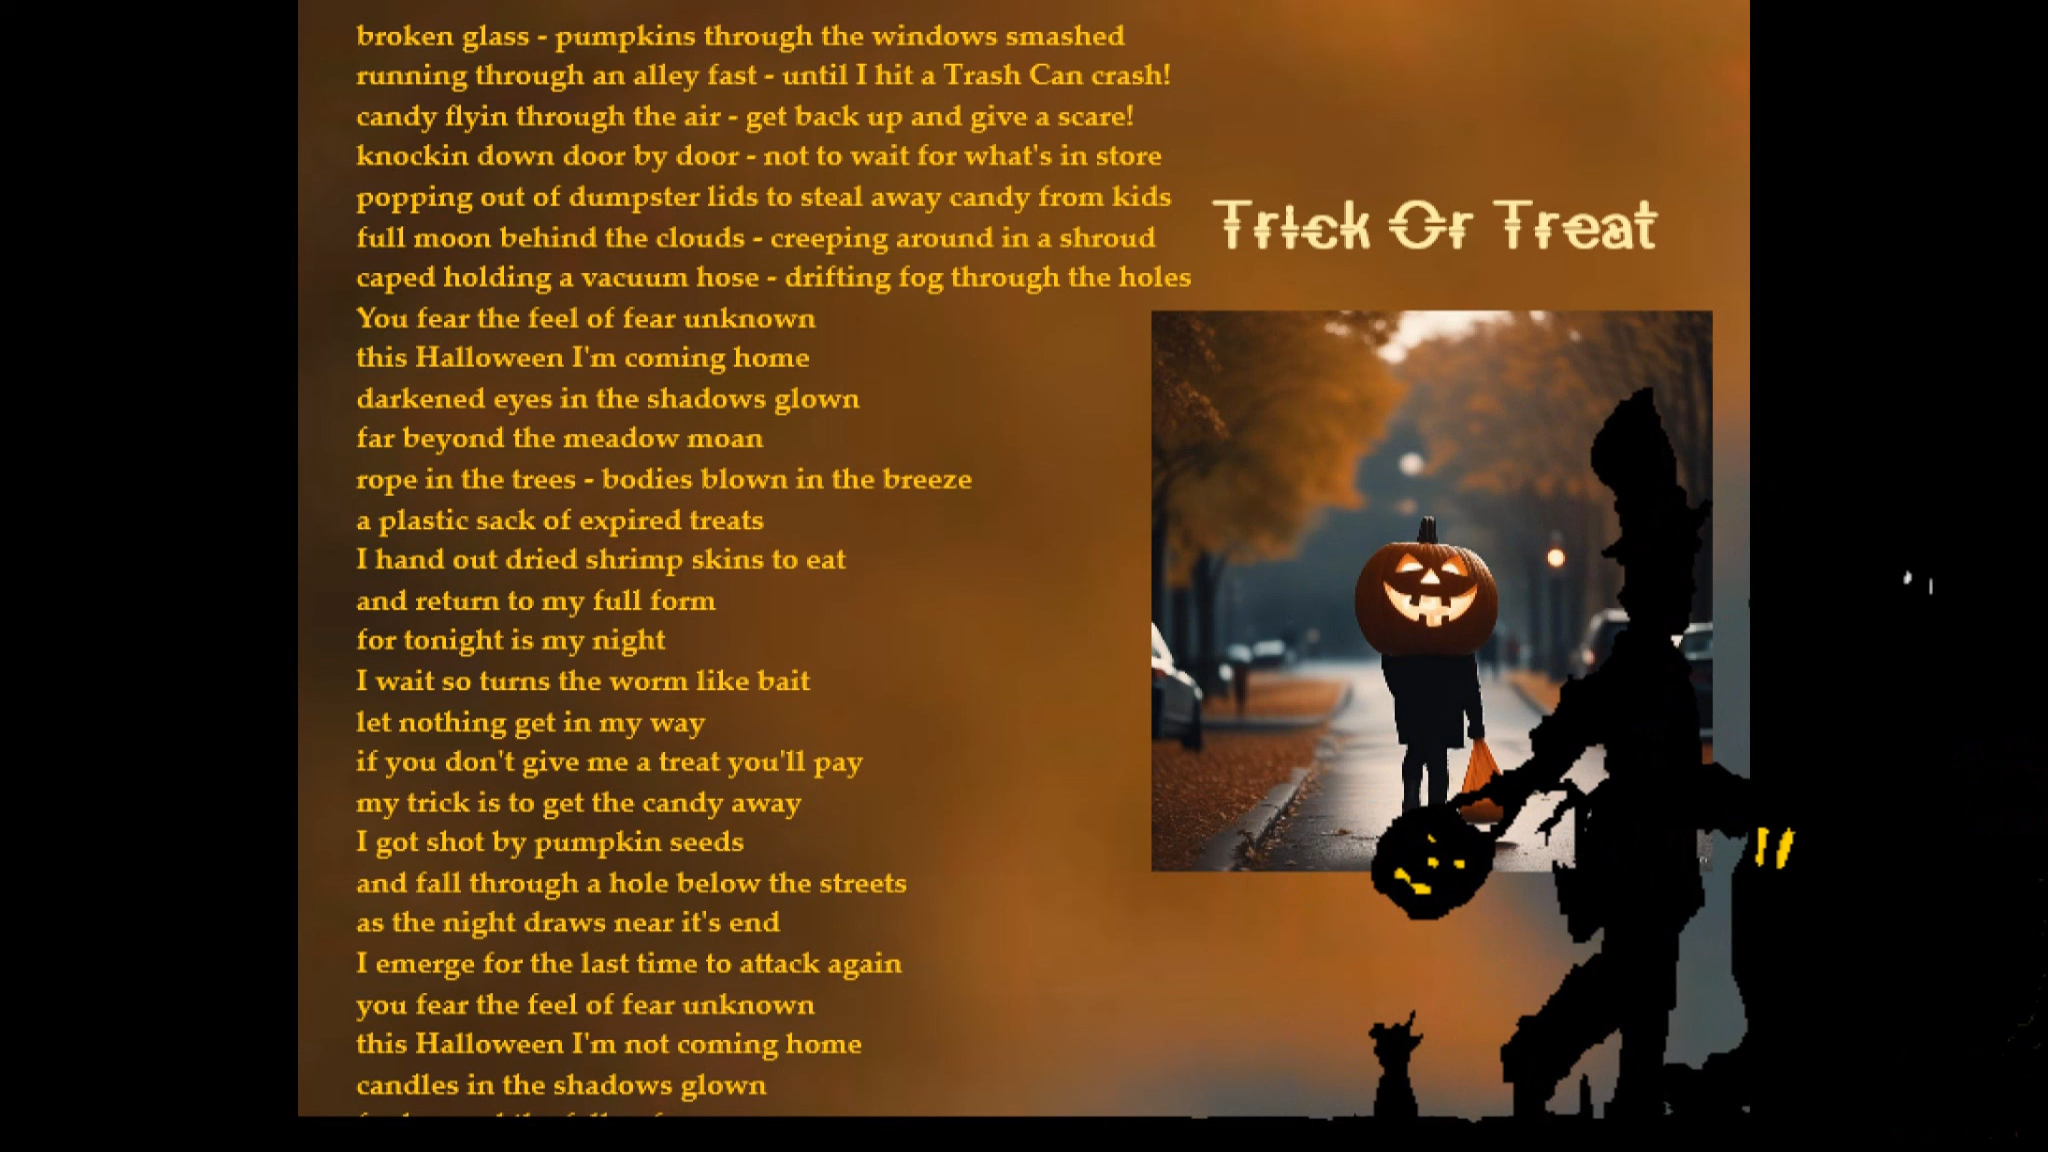 broken glass - pumpkins through the windows smashed
running through an alley fast - until I hit a Trash Can crash!
candy flyin through the air - get back up and give a scare!
knockin down door by door - not to wait for what's in store
popping out of dumpster lids to steal away candy from kids
full moon behind the clouds - creeping around in a shroud
caped holding a vacuum hose - drifting fog through the holes
You fear the feel of fear unknown
this Halloween I'm coming home
darkened eyes in the shadows glown
far beyond the meadow moan
rope in the trees - bodies blown in the breeze
a plastic sack of expired treats
I hand out dried shrimp skins to eat
and return to my full form
for tonight is my night
I wait so turns the worm like bait
let nothing get in my way
if you don't give me a treat you'll pay
my trick is to get the candy away
I got shot by pumpkin seeds
and fall through a hole below the streets
as the night draws near it's end
I emerge for the last time to attack again
you fear the feel of fear unknown
this Halloween I'm not coming home
candles in the shadows glown
Trick Or Treat